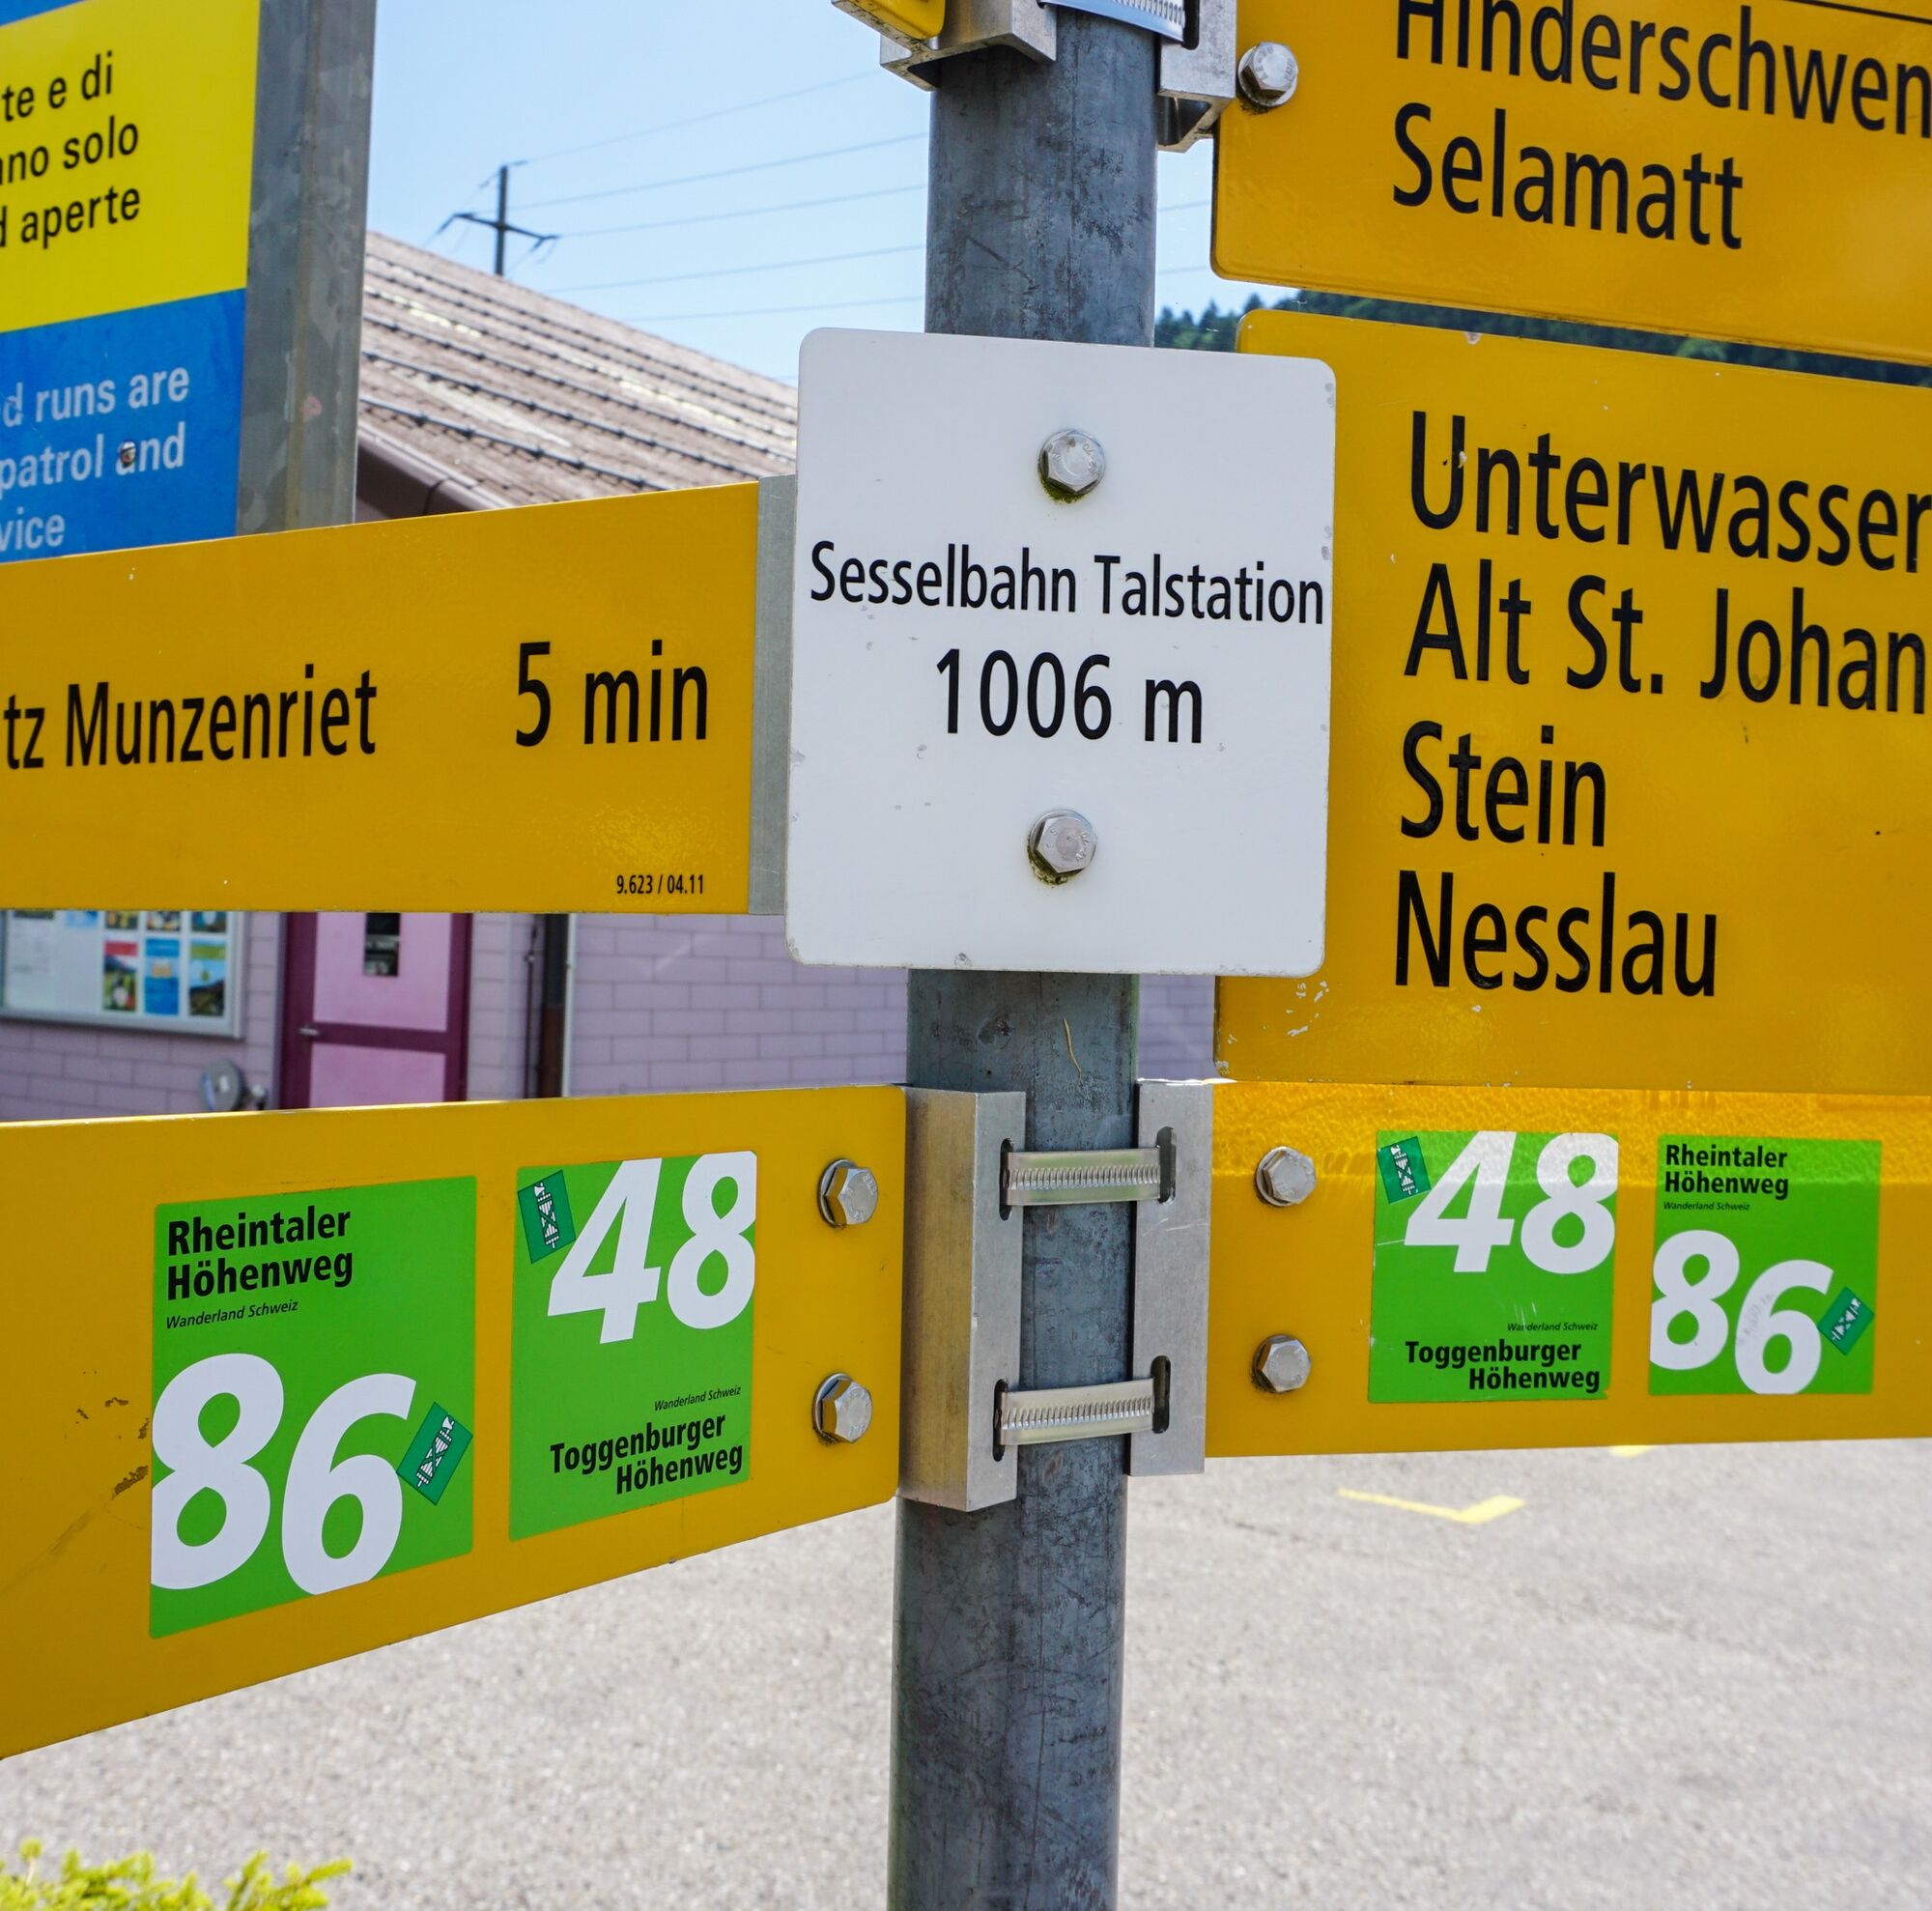 te e di
ano solo
d aperte
ed runs are
patrol and
vice
Hinderschwen
Selamatt
tz Munzenriet 5 min
9.623 / 04.11
Sesselbahn Talstation
1006 m
Unterwasser
Alt St. Johan
Stein
Nesslau
Rheintaler
Höhenweg
Wanderland Schweiz
86
48
Wanderland Schweiz
Toggenburger
Höhenweg
48
Wanderland Schweiz
Toggenburger
Höhenweg
Rheintaler
Höhenweg
Wanderland Schweiz
86